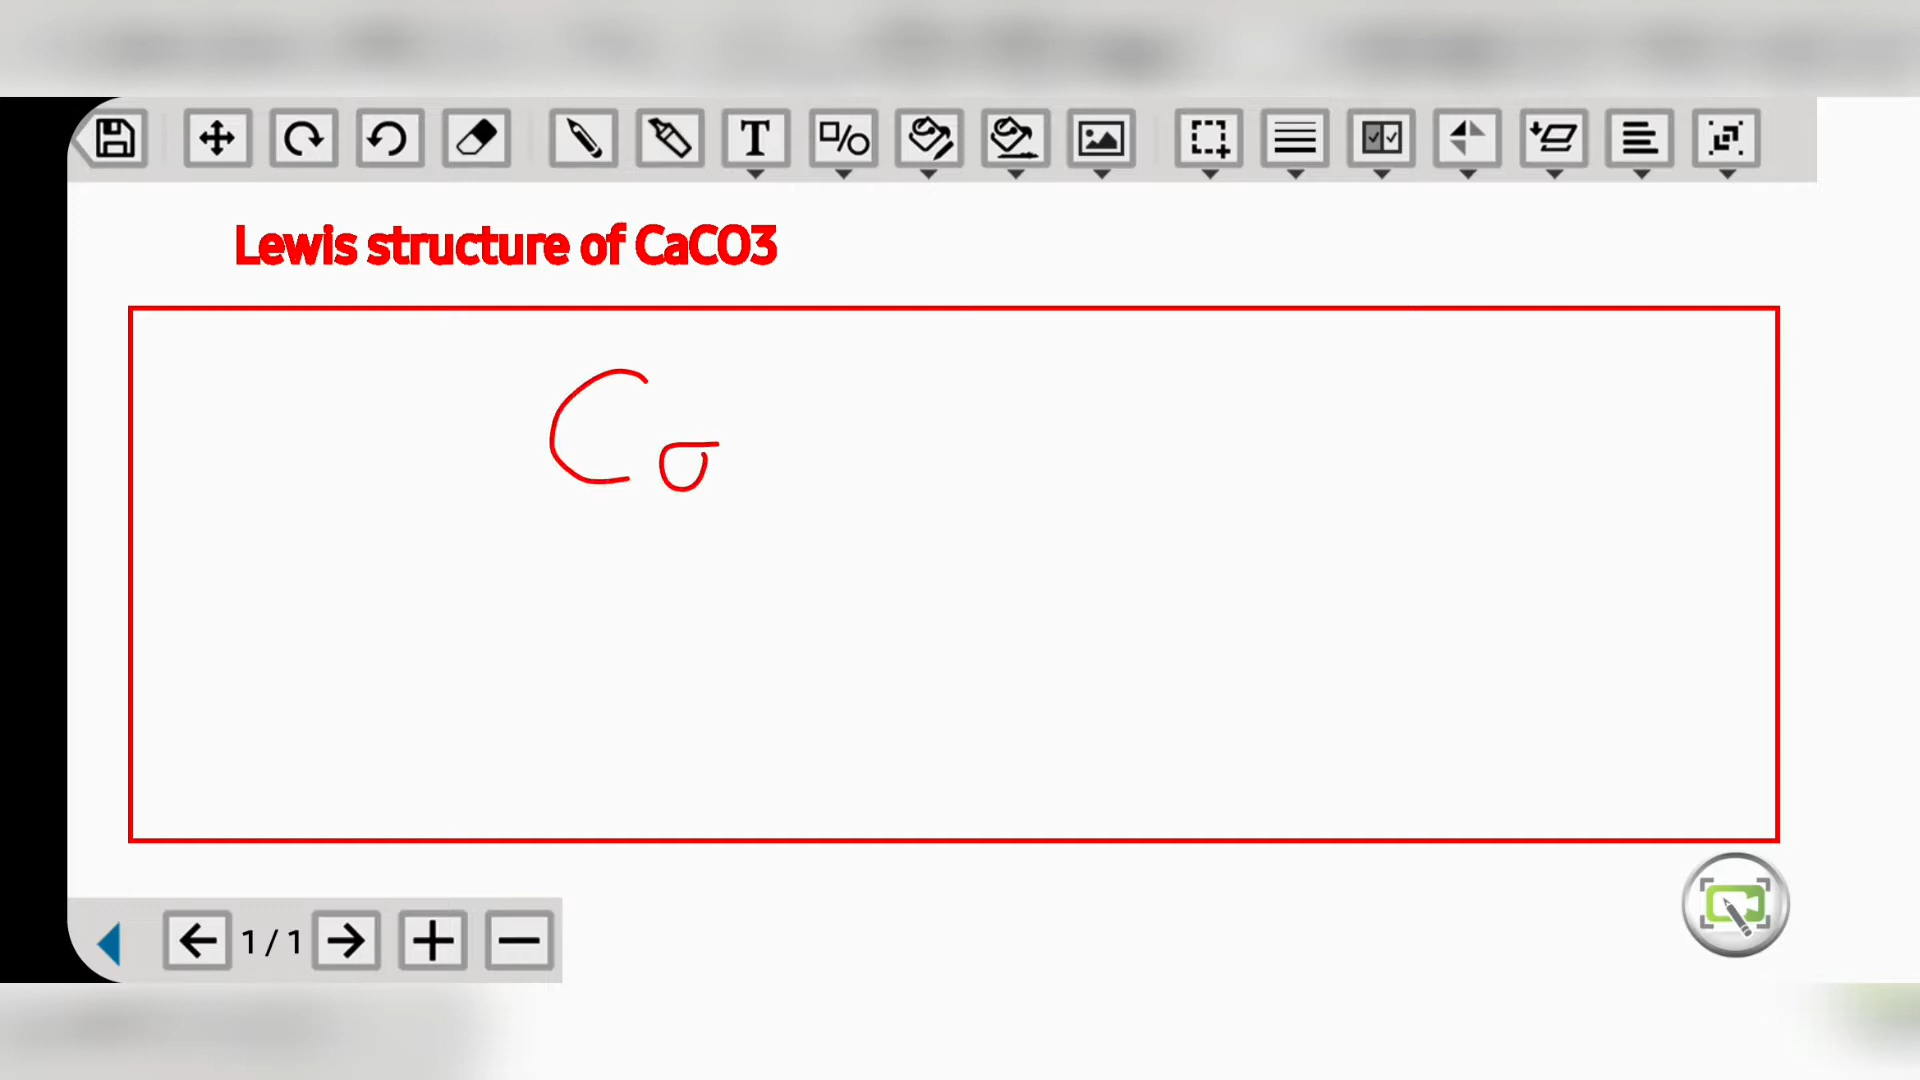 T
Lewis structure of CaCO3
Ca
1 / 1